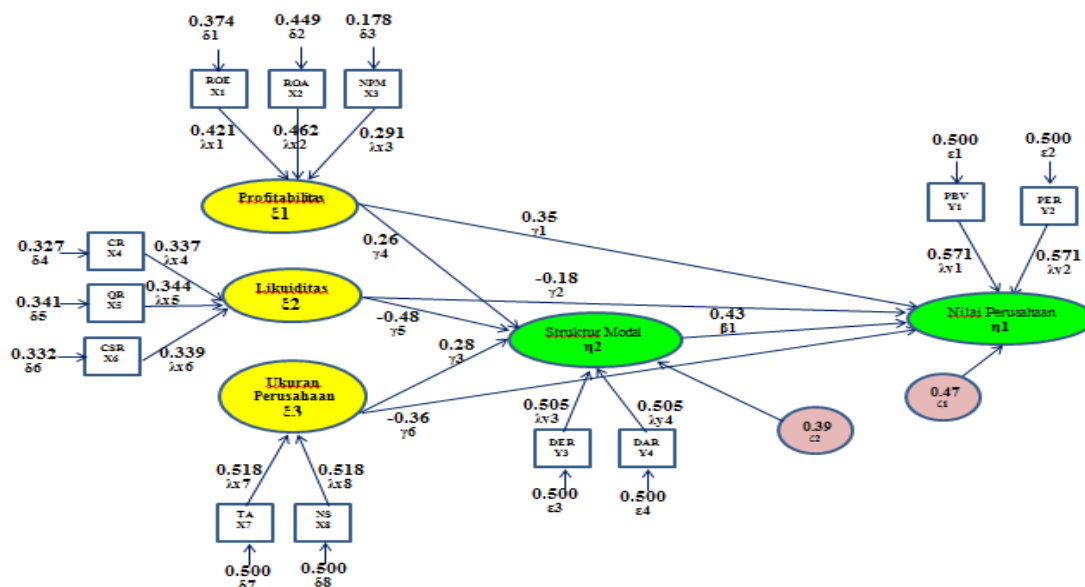 0.374
δ1
0.449
δ2
0.178
δ3
ROE
X1
ROA
X2
NPM
X3
0.421
λx1
0.462
λx2
0.291
λx3
Profitabilitas
ξ1
0.500
ε1
0.500
ε2
PBV
Y1
PER
Y2
0.571
λy1
0.571
λy2
0.35
γ1
0.26
γ4
0.327
δ4
CR
X4
0.337
λx4
0.341
δ5
QR
X5
0.344
λx5
0.332
δ6
CSR
X6
0.339
λx6
Likuiditas
ξ2
-0.18
γ2
-0.48
γ5
0.43
β1
Struktur Modal
η2
Nilai Perusahaan
η1
0.28
γ3
Ukuran
Perusahaan
ξ3
-0.36
γ6
0.47
ζ1
0.39
ζ2
0.505
λy3
0.505
λy4
DER
Y3
DAR
Y4
0.500
ε3
0.500
ε4
0.518
λx7
0.518
λx8
TA
X7
NS
X8
0.500
δ7
0.500
δ8